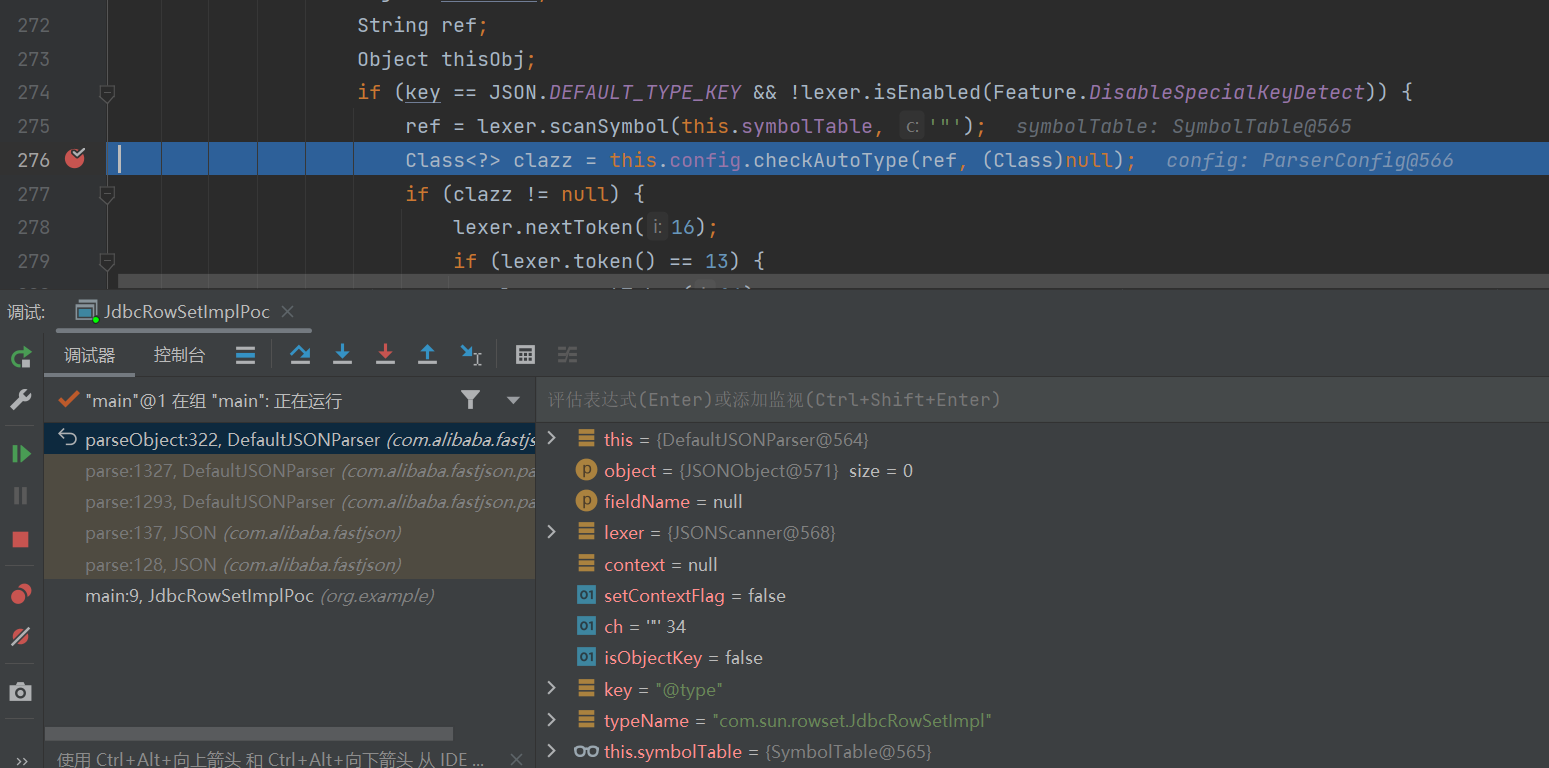 272 String ref;
273 Object thisObj;
274 if (key == JSON.DEFAULT_TYPE_KEY && !lexer.isEnabled(Feature.DisableSpecialKeyDetect)) {
275 ref = lexer.scanSymbol(this.symbolTable, c: '"'); symbolTable: SymbolTable@565
276 Class<?> clazz = this.config.checkAutoType(ref, (Class)null); config: ParserConfig@566
277 if (clazz != null) {
278 lexer.nextToken( i: 16);
279 if (lexer.token() == 13) {
调试: JdbcRowSetImplPoc
调试器 控制台
"main"@1 在组 "main": 正在运行
评估表达式(Enter)或添加监视(Ctrl+Shift+Enter)
parseObject:322, DefaultJSONParser (com.alibaba.fastjs
parse:1327, DefaultJSONParser (com.alibaba.fastjson.pa
parse:1293, DefaultJSONParser (com.alibaba.fastjson.pa
parse:137, JSON (com.alibaba.fastjson)
parse:128, JSON (com.alibaba.fastjson)
main:9, JdbcRowSetImplPoc (org.example)
this = {DefaultJSONParser@564}
object = {JSONObject@571} size = 0
fieldName = null
lexer = {JSONScanner@568}
context = null
setContextFlag = false
ch = '"' 34
isObjectKey = false
key = "@type"
typeName = "com.sun.rowset.JdbcRowSetImpl"
this.symbolTable = {SymbolTable@565}
使用 Ctrl+Alt+向上箭头 和 Ctrl+Alt+向下箭头 从 IDE ...